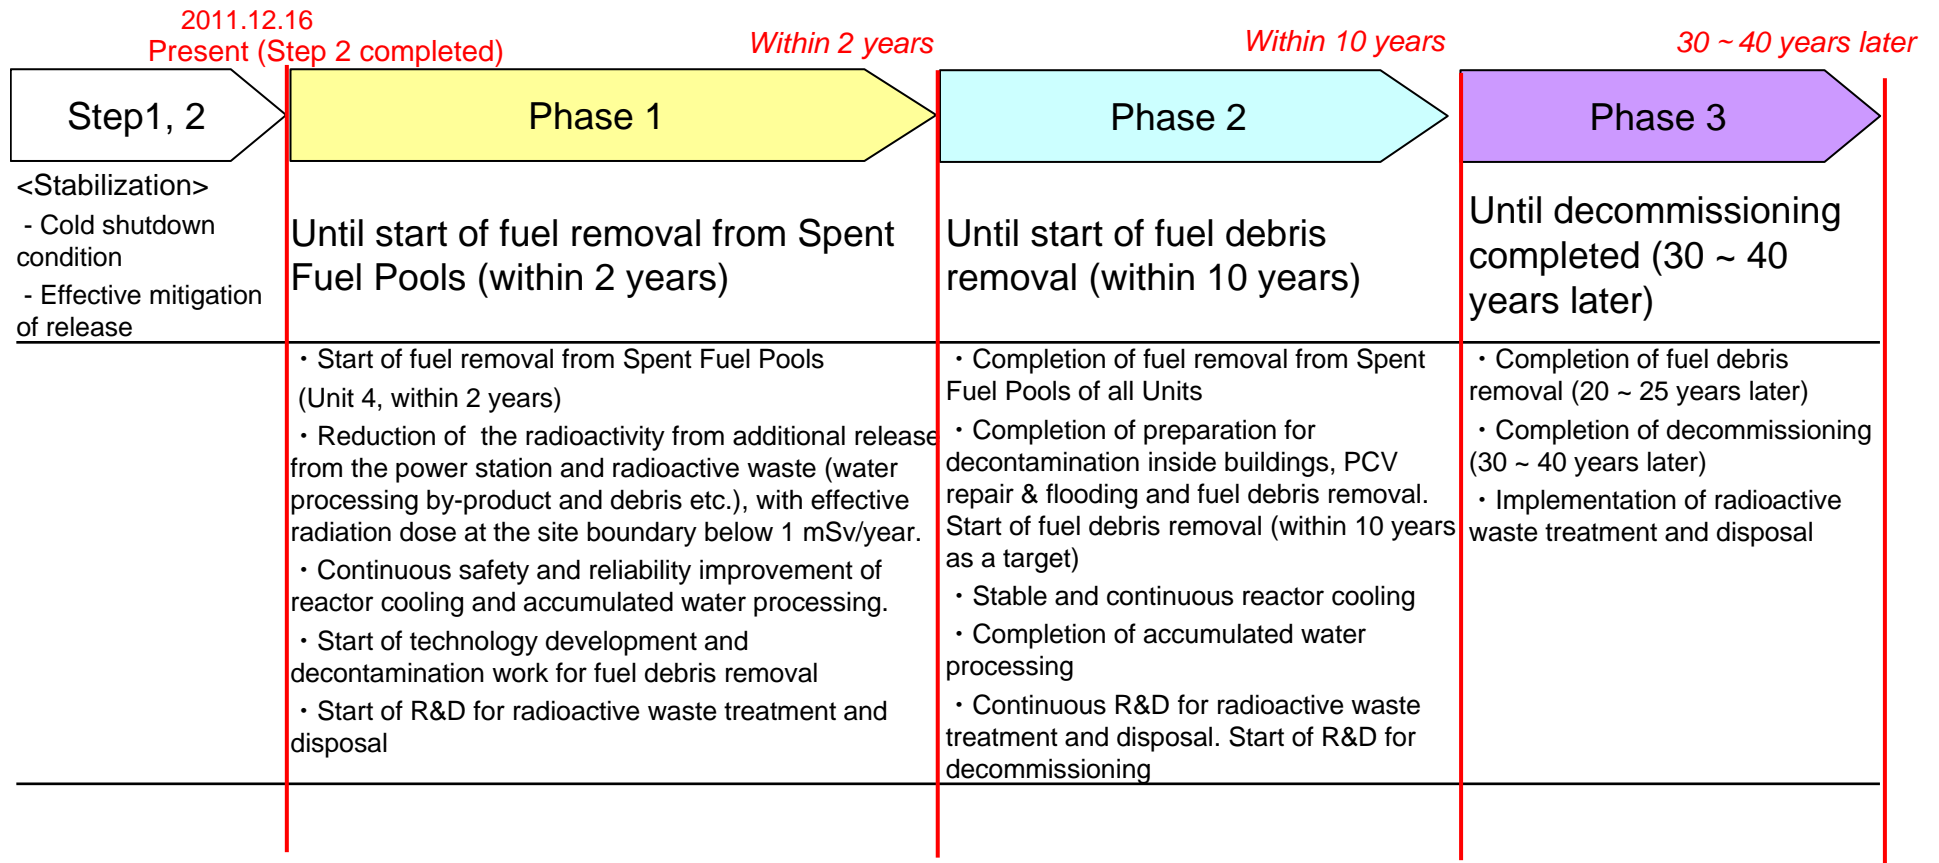 2011.12.16
Present (Step 2 completed)
Within 2 years
Within 10 years
30 ~ 40 years later
Step1, 2
Phase 1
Phase 2
Phase 3
<Stabilization>
- Cold shutdown
condition
- Effective mitigation
of release
Until start of fuel removal from Spent
Fuel Pools (within 2 years)
Until start of fuel debris
removal (within 10 years)
Until decommissioning
completed (30 ~ 40
years later)
・Start of fuel removal from Spent Fuel Pools
(Unit 4, within 2 years)
・Reduction of  the radioactivity from additional release
from the power station and radioactive waste (water
processing by-product and debris etc.), with effective
radiation dose at the site boundary below 1 mSv/year.
・Continuous safety and reliability improvement of
reactor cooling and accumulated water processing.
・Start of technology development and
decontamination work for fuel debris removal
・Start of R&D for radioactive waste treatment and
disposal
・Completion of fuel removal from Spent
Fuel Pools of all Units
・Completion of preparation for
decontamination inside buildings, PCV
repair & flooding and fuel debris removal.
Start of fuel debris removal (within 10 years
as a target)
・Stable and continuous reactor cooling
・Completion of accumulated water
processing
・Continuous R&D for radioactive waste
treatment and disposal. Start of R&D for
decommissioning
・Completion of fuel debris
removal (20 ~ 25 years later)
・Completion of decommissioning
(30 ~ 40 years later)
・Implementation of radioactive
waste treatment and disposal